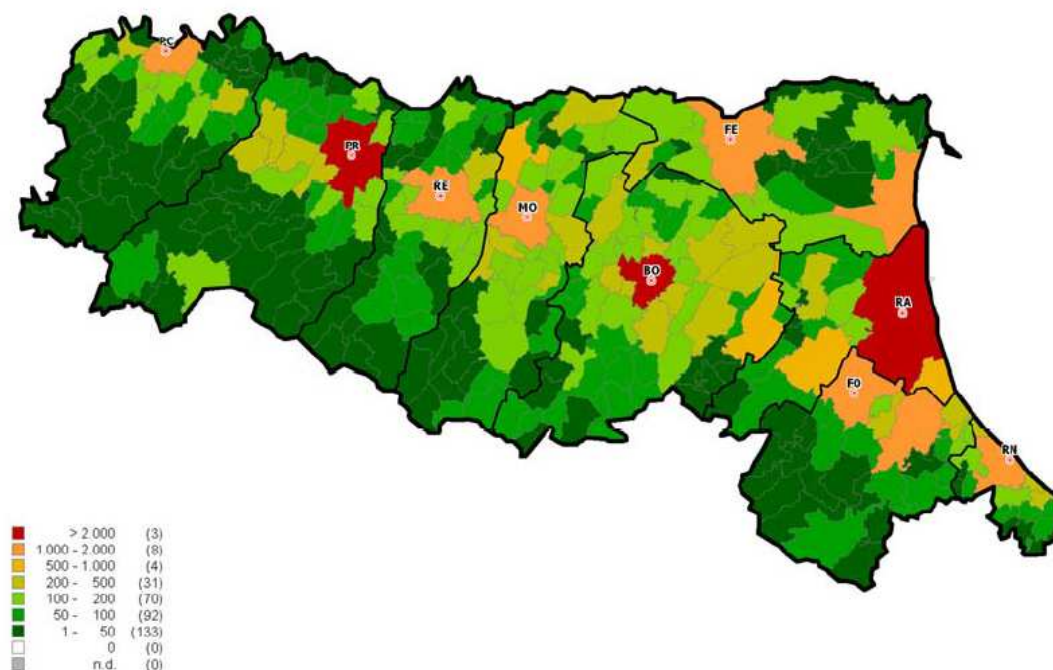 PC
FE
PR
RE
MO
BO
RA
FO
RN
> 2.000 (3)
1.000 - 2.000 (8)
500 - 1.000 (4)
200 - 500 (31)
100 - 200 (70)
50 - 100 (92)
1 - 50 (133)
0 (0)
n.d. (0)